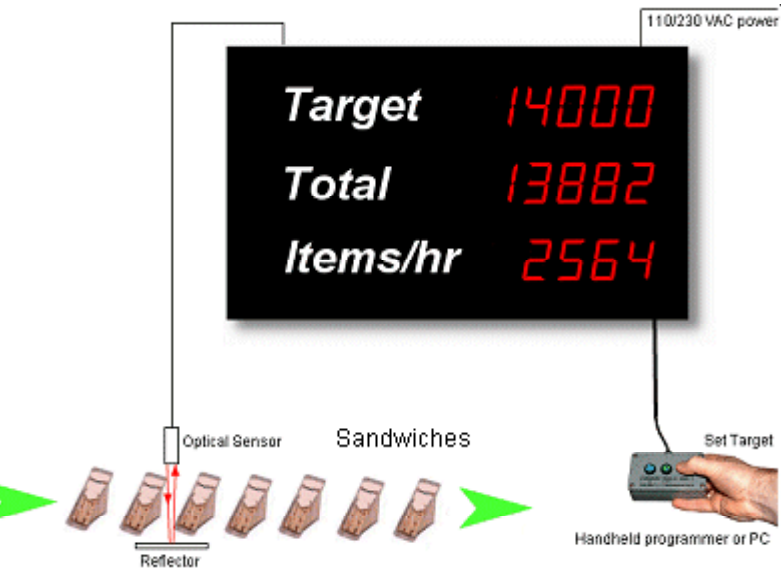 110/230 VAC power
Target 14000
Total 13882
Items/hr 2564
Optical Sensor
Sandwiches
Set Target
Handheld programmer or PC
Reflector